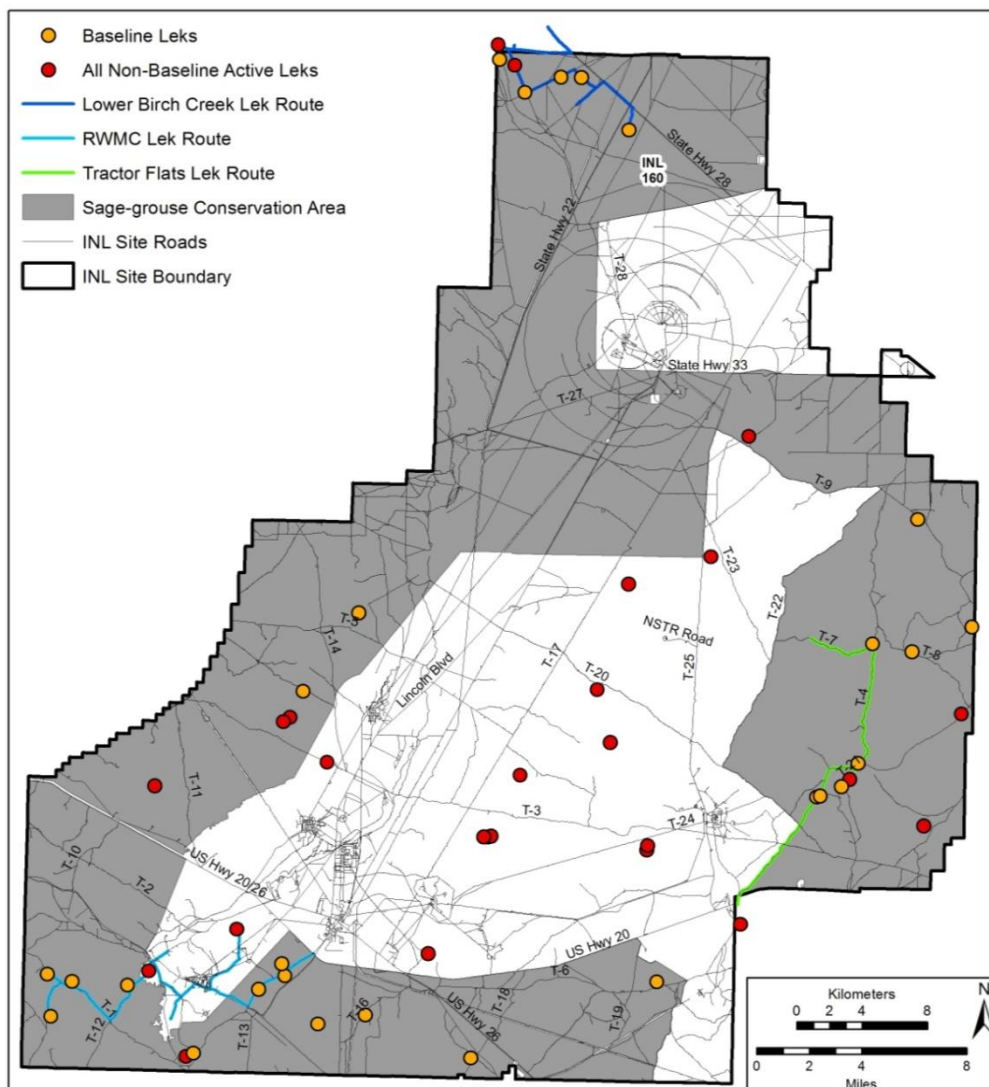 Baseline Leks
All Non-Baseline Active Leks
Lower Birch Creek Lek Route
RWMC Lek Route
Tractor Flats Lek Route
Sage-grouse Conservation Area
INL Site Roads
INL Site Boundary
State Hwy 28
INL
160
State Hwy 22
T-28
State Hwy 33
T-27
T-9
T-23
T-22
T-5
T-14
NSTR Road
T-17
T-25
T-7
T-8
T-20
T-4
Lincoln Blvd
T-11
T-3
T-24
US Hwy 20/26
T-10
T-2
US Hwy 20
T-6
T-1
T-12
T-13
T-16
T-18
US Hwy 26
T-19
Kilometers
N
0 2 4 8
0 2 4 8
Miles